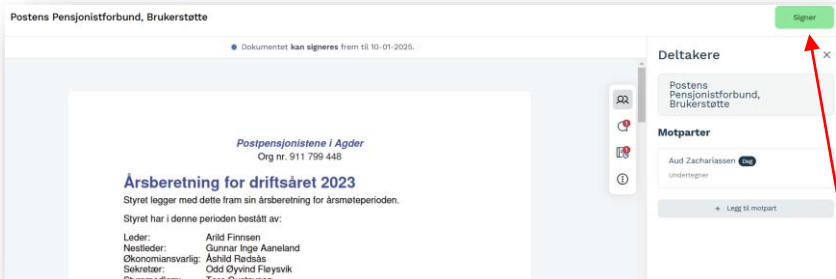 Postens Pensjonistforbund, Brukerstøtte
Signer
Dokumentet kan signeres frem til 10-01-2025.
Postpensjonistene i Agder
Org nr. 911 799 448
Årsberetning for driftsåret 2023
Styret legger med dette fram sin årsberetning for årsmøteperioden.
Styret har i denne perioden bestått av:
Leder: Arild Finnsen
Nestleder: Gunnar Inge Aaneland
Økonomiansvarlig: Åshild Rødsås
Sekretær: Odd Øyvind Fløysvik
Deltakere
Postens
Pensjonistforbund,
Brukerstøtte
Motparter
Aud Zachariassen Deg
Undertegner
+ Legg til motpart